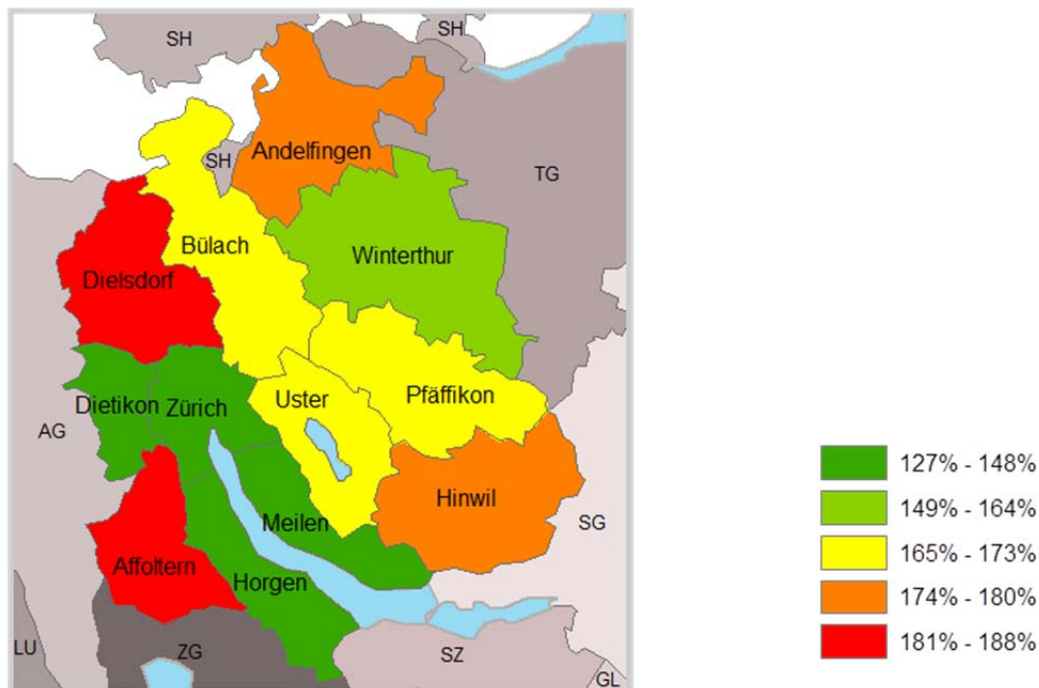 SH
SH
Andelfingen
SH
TG
Bülach
Winterthur
Dielsdorf
Pfäffikon
Uster
Dietikon
Zürich
AG
127% - 148%
149% - 164%
165% - 173%
174% - 180%
181% - 188%
Hinwil
SG
Meilen
Affoltern
Horgen
LU
ZG
SZ
GL